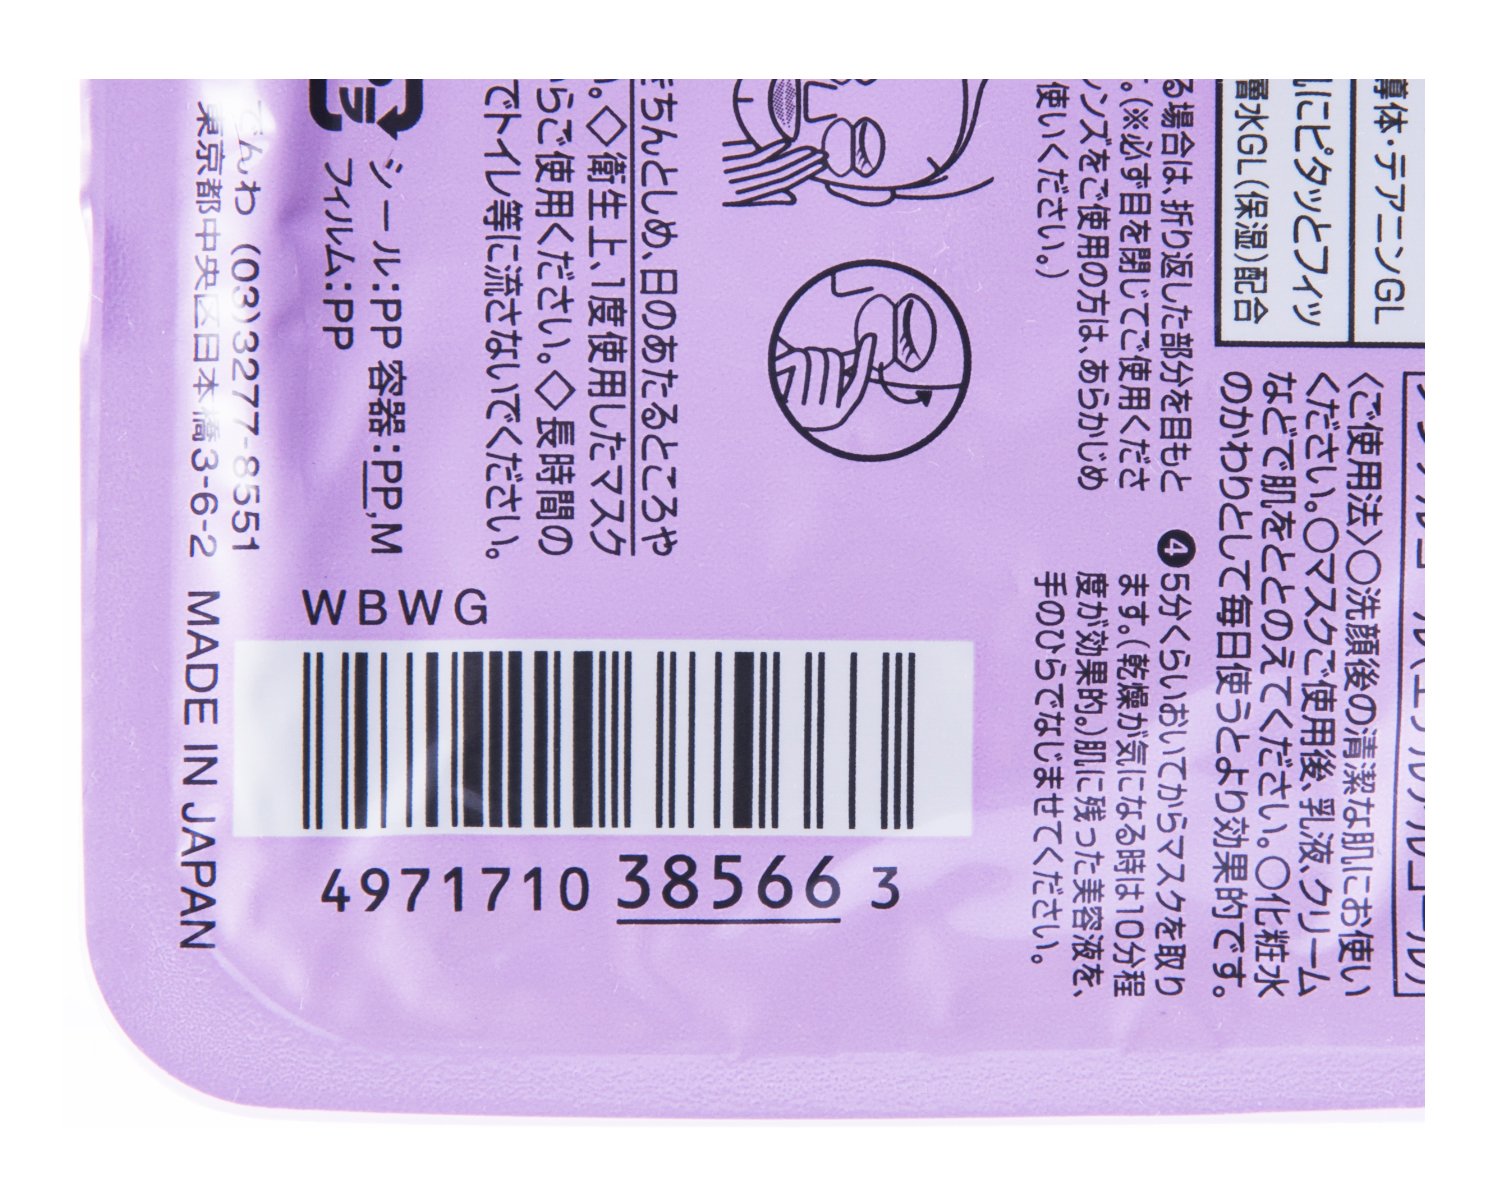 導体・テアニンGL
肌にピタッとフィッ
層水GL(保湿)配合
〈ご使用法〉○洗顔後の清潔な肌にお使い
ください。○マスクご使用後、乳液、クリーム
などで肌をととのえてください。○化粧水
のかわりとして毎日使うとより効果的です。
る場合は、折り返した部分を目もと
。(※必ず目を閉じてご使用くださ
ンズをご使用の方は、あらかじめ
使いください。)
❹5分くらいおいてからマスクを取り
ます。(乾燥が気になる時は10分程
度が効果的。)肌に残った美容液を、
手のひらでなじませてください。
きちんとしめ、日のあたるところや
い。◇衛生上、1度使用したマスク
らご使用ください。◇長時間の
でトイレ等に流さないでください。
シール:PP 容器:PP,M
フィルム:PP
でんわ (03)3277-8551
東京都中央区日本橋3-6-2 MADE IN JAPAN
WBWG
4971710 38566 3